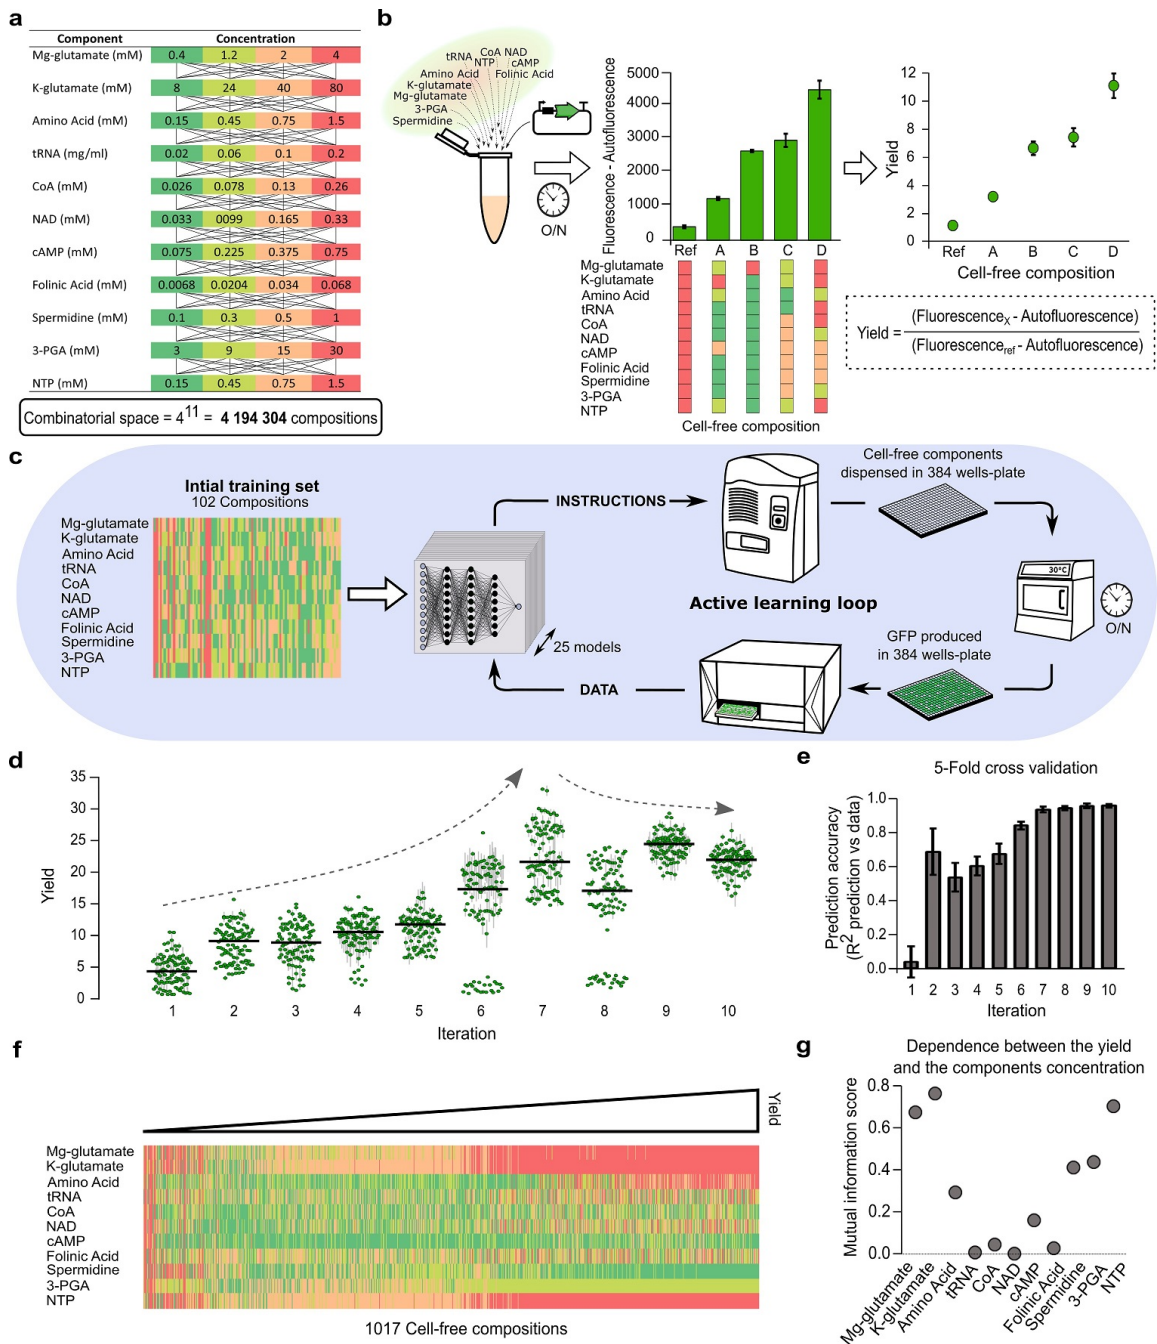 a
Component Concentration
Mg-glutamate (mM) 0.4 1.2 2 4
K-glutamate (mM) 8 24 40 80
Amino Acid (mM) 0.15 0.45 0.75 1.5
tRNA (mg/ml) 0.02 0.06 0.1 0.2
CoA (mM) 0.026 0.078 0.13 0.26
NAD (mM) 0.033 0099 0.165 0.33
cAMP (mM) 0.075 0.225 0.375 0.75
Folinic Acid (mM) 0.0068 0.0204 0.034 0.068
Spermidine (mM) 0.1 0.3 0.5 1
3-PGA (mM) 3 9 15 30
NTP (mM) 0.15 0.45 0.75 1.5
Combinatorial space = 4^11 = 4 194 304 compositions
b
CoA NAD
tRNA
NTP cAMP
Amino Acid Folinic Acid
K-glutamate
Mg-glutamate
3-PGA
Spermidine
O/N
Fluorescence - Autofluorescence
5000
4000
3000
2000
1000
0
Ref A B C D
Mg-glutamate
K-glutamate
Amino Acid
tRNA
CoA
NAD
cAMP
Folinic Acid
Spermidine
3-PGA
NTP
Cell-free composition
Yield
12
10
8
6
4
2
0
Ref A B C D
Cell-free composition
Yield = (FluorescenceX - Autofluorescence)
(Fluorescenceref - Autofluorescence)
c
Intial training set
102 Compositions
Mg-glutamate
K-glutamate
Amino Acid
tRNA
CoA
NAD
cAMP
Folinic Acid
Spermidine
3-PGA
NTP
25 models
INSTRUCTIONS
Cell-free components
dispensed in 384 wells-plate
30°C
O/N
Active learning loop
GFP produced
in 384 wells-plate
DATA
d
Yield
35
30
25
20
15
10
5
0
1 2 3 4 5 6 7 8 9 10
Iteration
e
5-Fold cross validation
Prediction accuracy
(R2 prediction vs data)
1.0
0.8
0.6
0.4
0.2
0.0
1 2 3 4 5 6 7 8 9 10
Iteration
f
Yield
Mg-glutamate
K-glutamate
Amino Acid
tRNA
CoA
NAD
cAMP
Folinic Acid
Spermidine
3-PGA
NTP
1017 Cell-free compositions
g
Dependence between the yield
and the components concentration
Mutual information score
0.8
0.6
0.4
0.2
0.0
Mg-glutamate
K-glutamate
Amino Acid
tRNA
CoA
NAD
cAMP
Folinic Acid
Spermidine
3-PGA
NTP